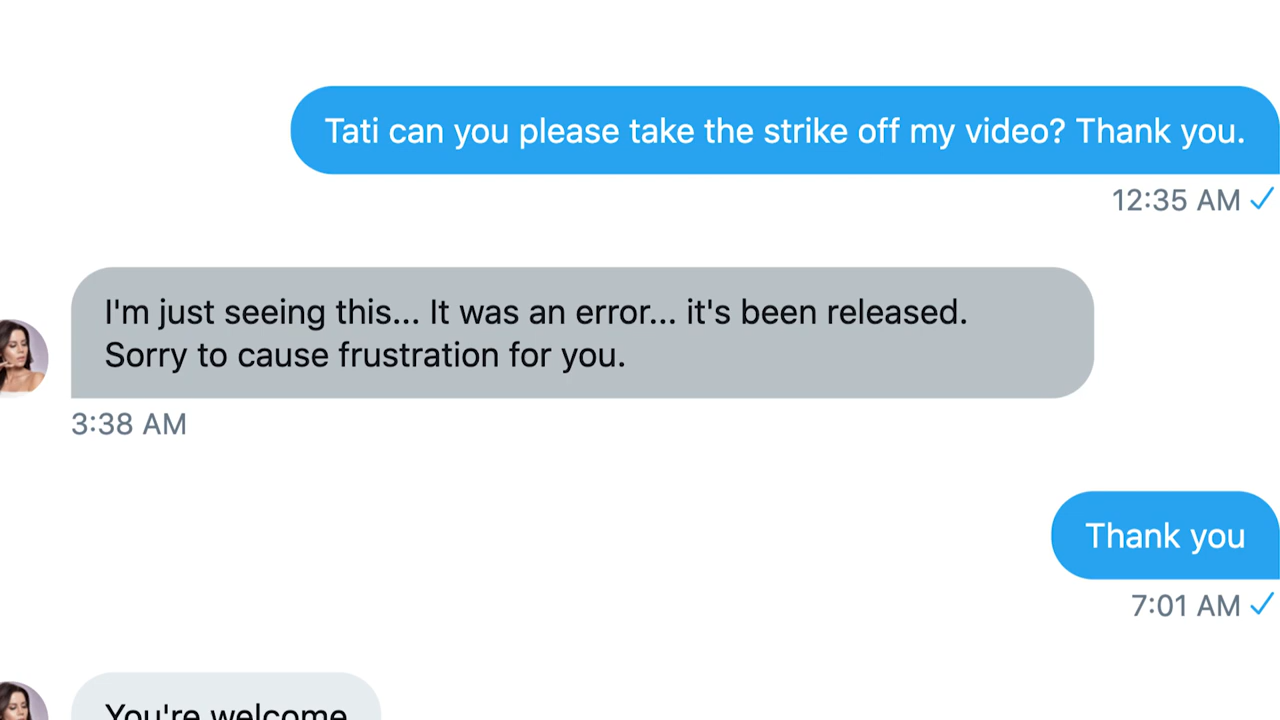 Tati can you please take the strike off my video? Thank you.
12:35 AM
I'm just seeing this... It was an error... it's been released.
Sorry to cause frustration for you.
3:38 AM
Thank you
7:01 AM
You're welcome